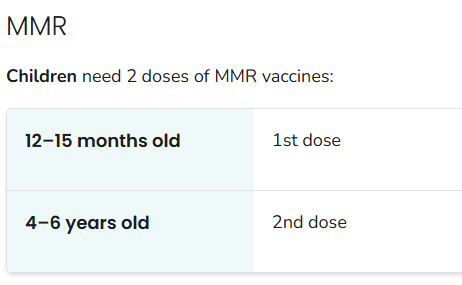 MMR
Children need 2 doses of MMR vaccines:
12–15 months old 1st dose
4–6 years old 2nd dose